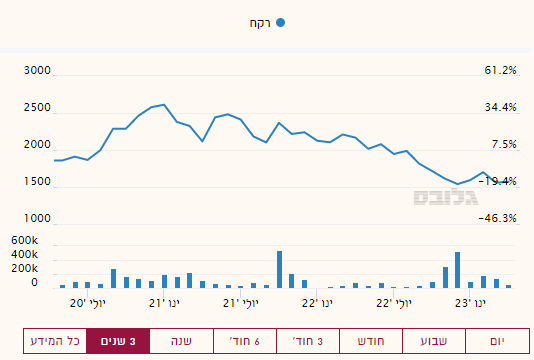 רקח
3000 61.2%
2500 34.4%
2000 7.5%
1500 -19.4%
גלובס
1000 -46.3%
600k
400k
200k
0
יולי '20 ינו '21 יולי '21 ינו '22 יולי '22 ינו '23
יום שבוע חודש 3 חוד' 6 חוד' שנה 3 שנים כל המידע